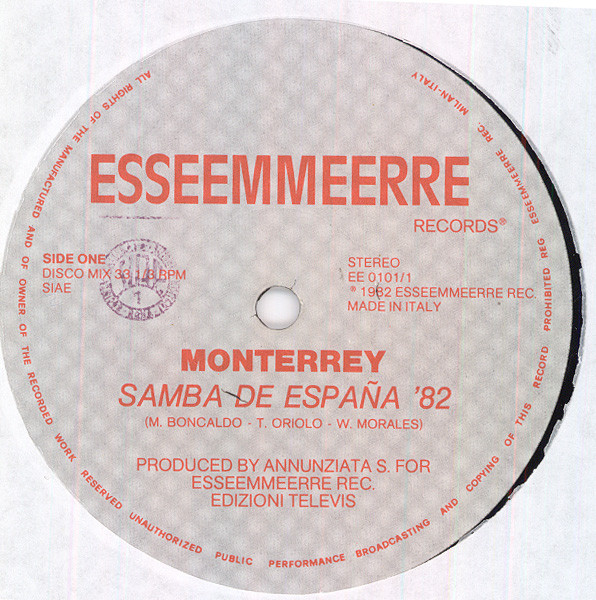 ESSEEMMEERRE
RECORDS®
SIDE ONE
DISCO MIX 33 1/3 BPM
SIAE
STEREO
EE 0101/1
℗ 1982 ESSEEMMEERRE REC.
MADE IN ITALY
MONTERREY
SAMBA DE ESPAÑA '82
(M. BONCALDO - T. ORIOLO - W. MORALES)
PRODUCED BY ANNUNZIATA S. FOR
ESSEEMMEERRE REC.
EDIZIONI TELEVIS
ALL RIGHTS OF THE MANUFACTURED AND OF OWNER OF THE RECORDED WORK RESERVED UNAUTHORIZED PUBLIC PERFORMANCE BROADCASTING AND COPYING OF THIS RECORD PROHIBITED REG ESSEEMMEERRE REC. MILAN-ITALY